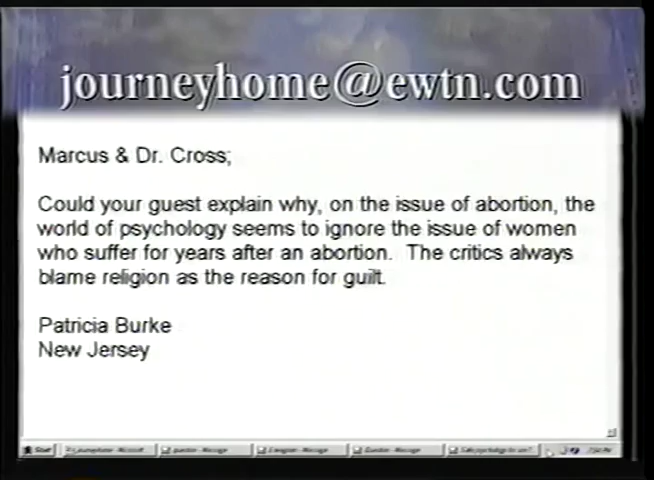 journeyhome@ewtn.com
Marcus & Dr. Cross;
Could your guest explain why, on the issue of abortion, the
world of psychology seems to ignore the issue of women
who suffer for years after an abortion.  The critics always
blame religion as the reason for guilt.
Patricia Burke
New Jersey
Start